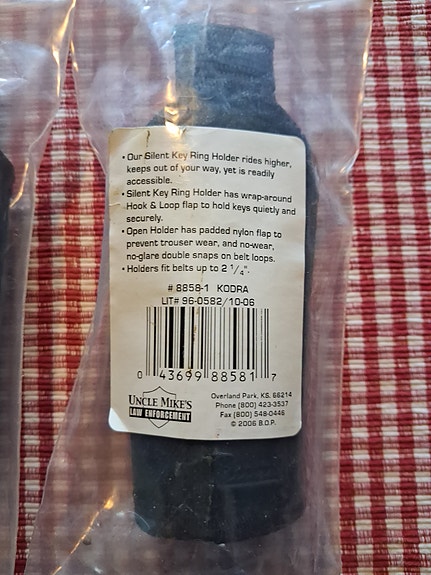 • Our Silent Key Ring Holder rides higher,
keeps out of your way, yet is readily
accessible.
• Silent Key Ring Holder has wrap-around
Hook & Loop flap to hold keys quietly and
securely.
• Open Holder has padded nylon flap to
prevent trouser wear, and no-wear,
no-glare double snaps on belt loops.
• Holders fit belts up to 2 1/4".
# 8858-1 KODRA
LIT# 96-0582/10-06
0 43699 88581 7
UNCLE MIKE'S
LAW ENFORCEMENT
Overland Park, KS. 66214
Phone (800) 423-3537
Fax (800) 548-0446
© 2006 B.O.P.